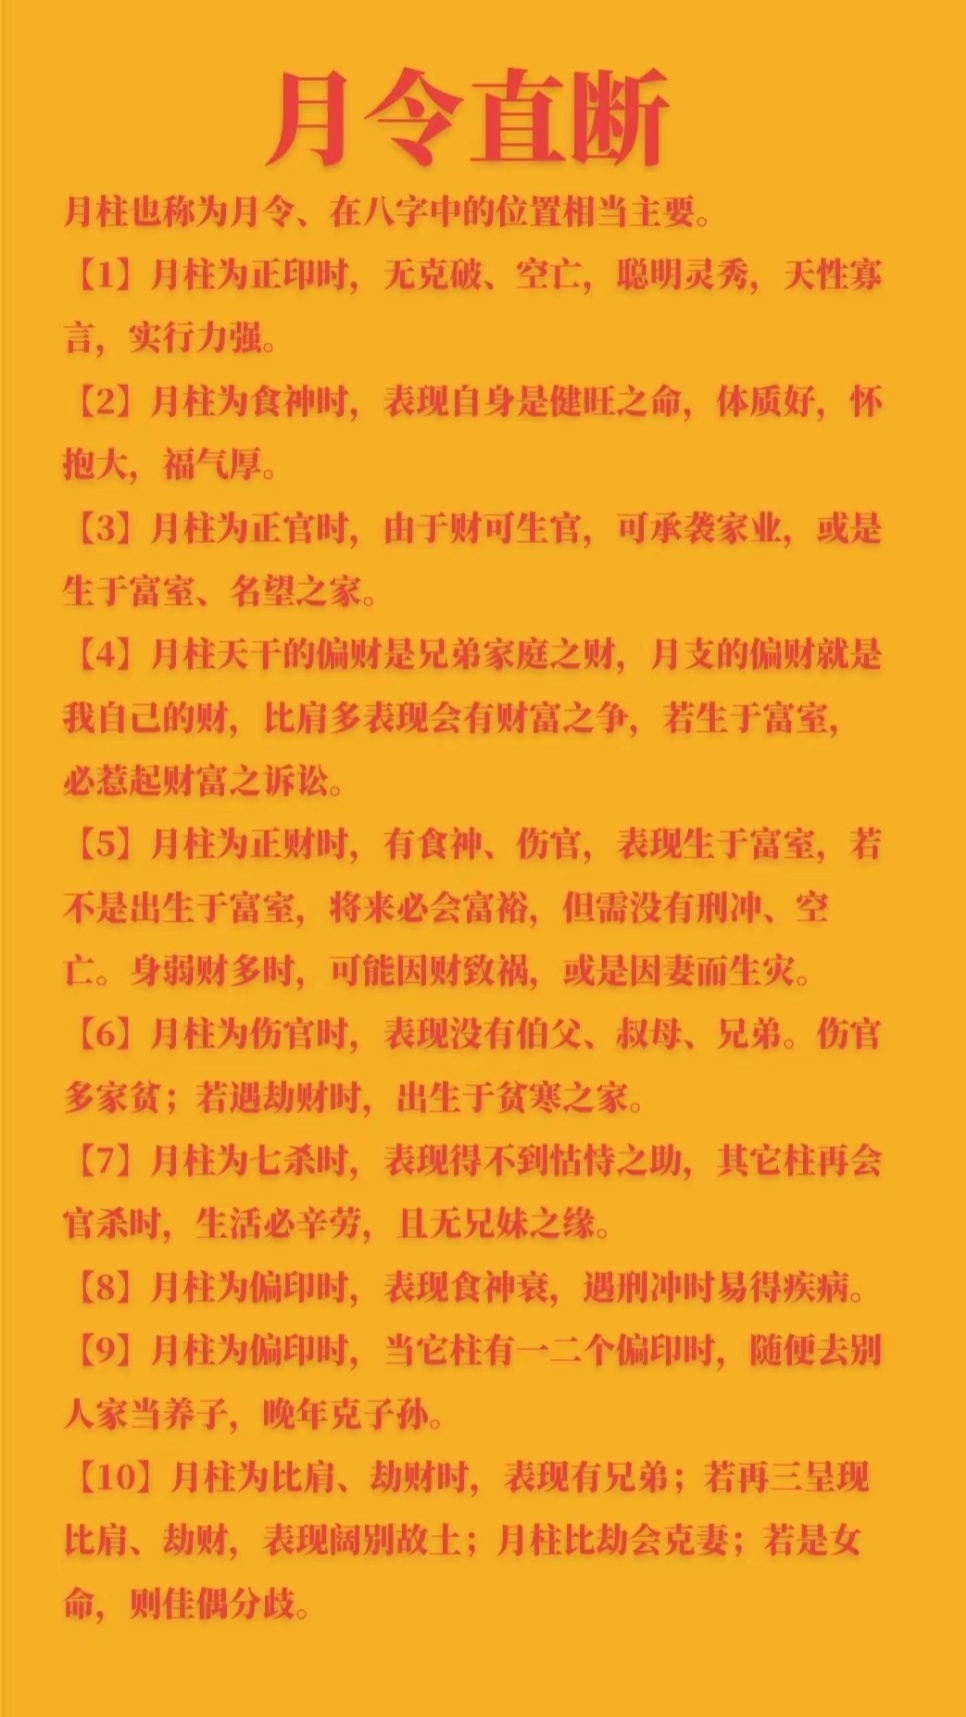 月令直断
月柱也称为月令、在八字中的位置相当主要。
【1】月柱为正印时，无克破、空亡，聪明灵秀，天性寡
言，实行力强。
【2】月柱为食神时，表现自身是健旺之命，体质好，怀
抱大，福气厚。
【3】月柱为正官时，由于财可生官，可承袭家业，或是
生于富室、名望之家。
【4】月柱天干的偏财是兄弟家庭之财，月支的偏财就是
我自己的财，比肩多表现会有财富之争，若生于富室，
必惹起财富之诉讼。
【5】月柱为正财时，有食神、伤官，表现生于富室，若
不是出生于富室，将来必会富裕，但需没有刑冲、空
亡。身弱财多时，可能因财致祸，或是因妻而生灾。
【6】月柱为伤官时，表现没有伯父、叔母、兄弟。伤官
多家贫；若遇劫财时，出生于贫寒之家。
【7】月柱为七杀时，表现得不到怙恃之助，其它柱再会
官杀时，生活必辛劳，且无兄妹之缘。
【8】月柱为偏印时，表现食神衰，遇刑冲时易得疾病。
【9】月柱为偏印时，当它柱有一二个偏印时，随便去别
人家当养子，晚年克子孙。
【10】月柱为比肩、劫财时，表现有兄弟；若再三呈现
比肩、劫财，表现阔别故土；月柱比劫会克妻；若是女
命，则佳偶分歧。